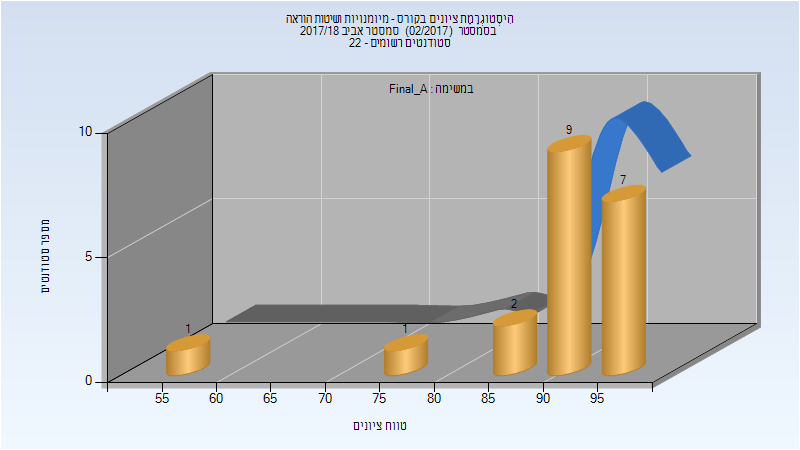 היסטוגרמת ציונים בקורס - מיומנויות ושיטות הוראה
בסמסטר (02/2017) סמסטר אביב 2017/18
סטודנטים רשומים - 22
במשימה : Final_A
מספר סטודנטים
10
5
0
1
1
2
9
7
55 60 65 70 75 80 85 90 95
טווח ציונים